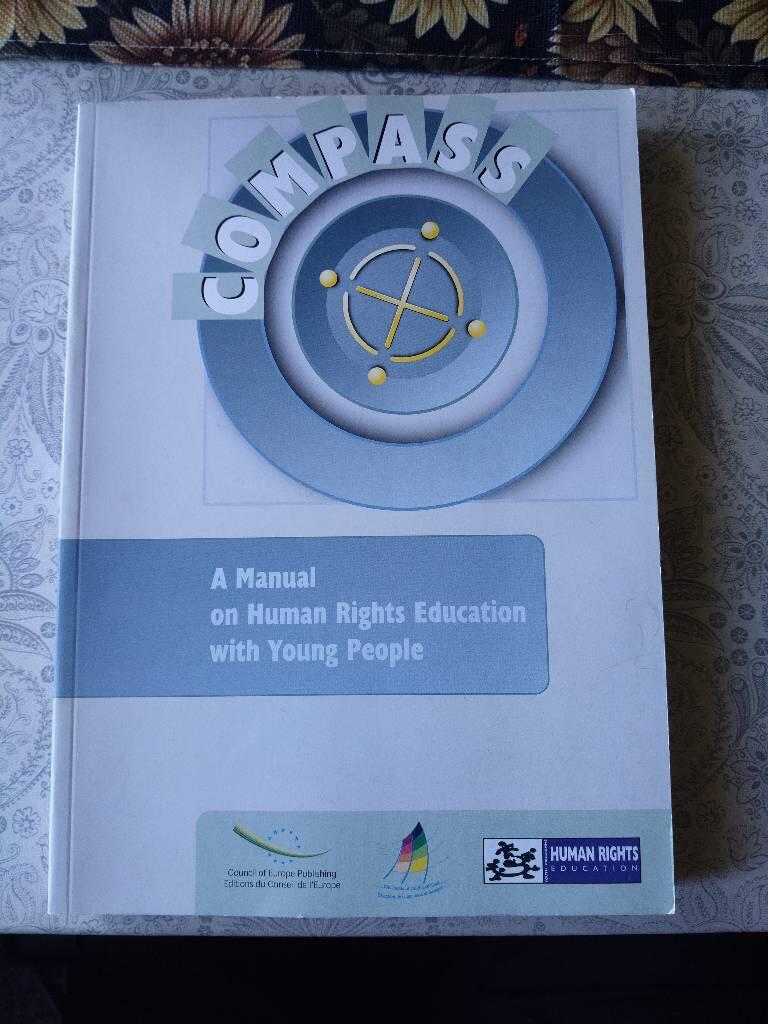 COMPASS
A Manual
on Human Rights Education
with Young People
Council of Europe Publishing
Editions du Conseil de l'Europe
HUMAN RIGHTS
EDUCATION